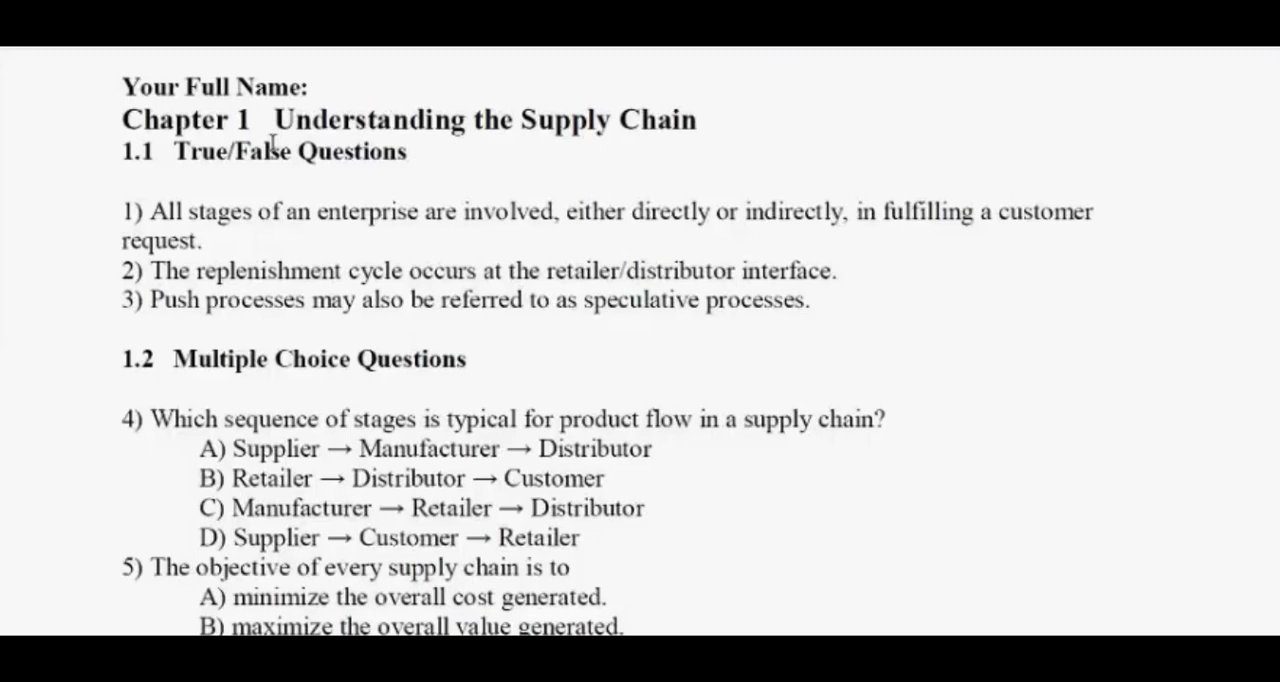 Your Full Name:
Chapter 1 Understanding the Supply Chain
1.1 True/False Questions
1) All stages of an enterprise are involved, either directly or indirectly, in fulfilling a customer
request.
2) The replenishment cycle occurs at the retailer/distributor interface.
3) Push processes may also be referred to as speculative processes.
1.2 Multiple Choice Questions
4) Which sequence of stages is typical for product flow in a supply chain?
A) Supplier → Manufacturer → Distributor
B) Retailer → Distributor → Customer
C) Manufacturer → Retailer → Distributor
D) Supplier → Customer → Retailer
5) The objective of every supply chain is to
A) minimize the overall cost generated.
B) maximize the overall value generated.